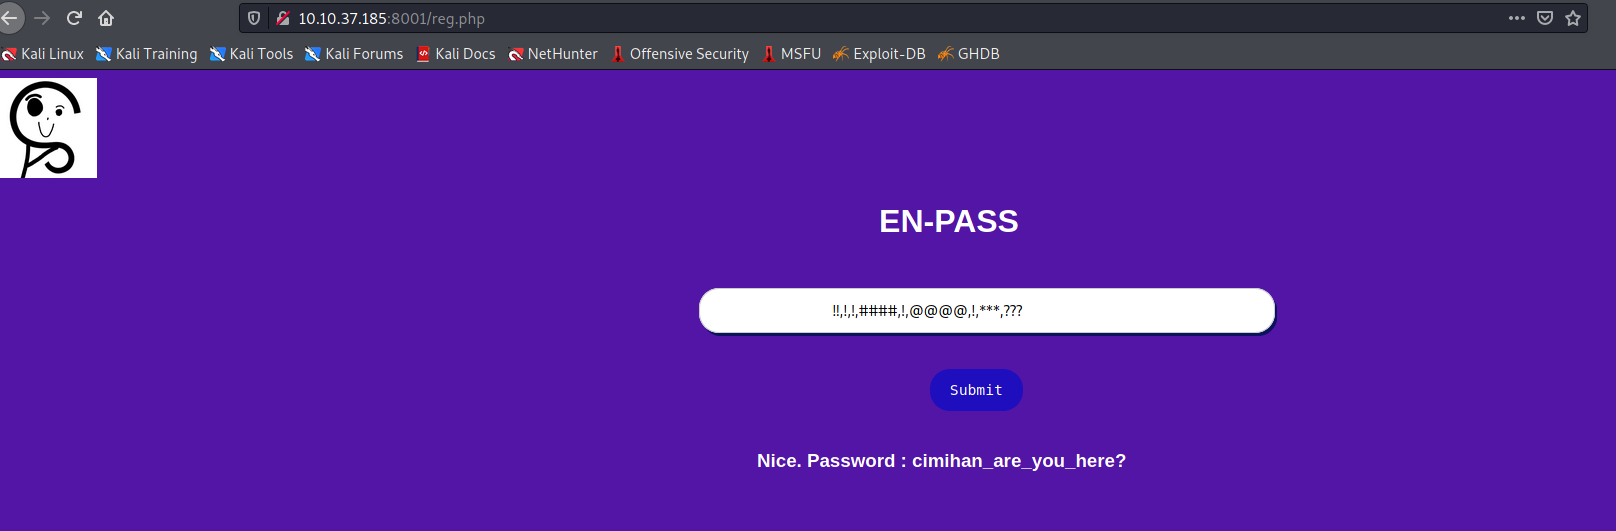 10.10.37.185:8001/reg.php
Kali Linux Kali Training Kali Tools Kali Forums Kali Docs NetHunter Offensive Security MSFU Exploit-DB GHDB
EN-PASS
!!,!,!,####,!,@@@@,!,***,???
Submit
Nice. Password : cimihan_are_you_here?